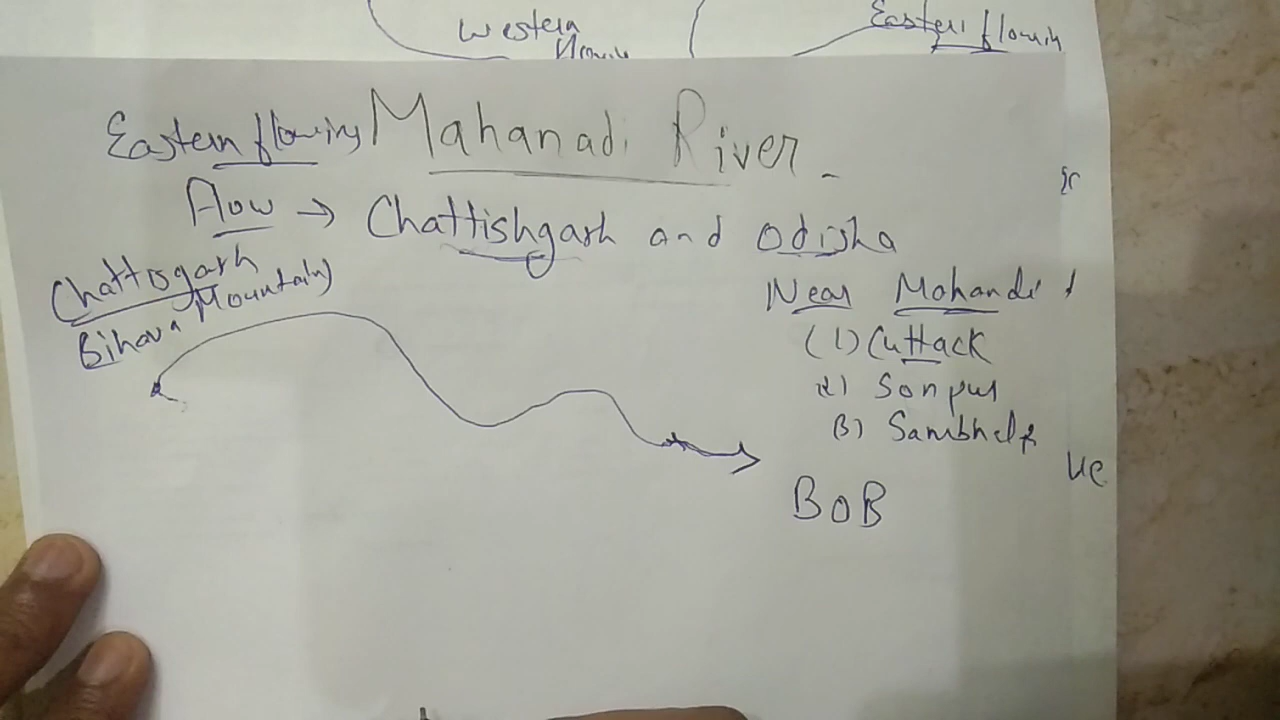 Western
Eastern flowin
Eastern flowing Mahanadi River
flow → Chattishgarh and Odisha
Chattisgarh
Bihava Mountain)
Near Mahandi
(1) Cuttack
2) Sonpur
(3) Sambhalp
BOB